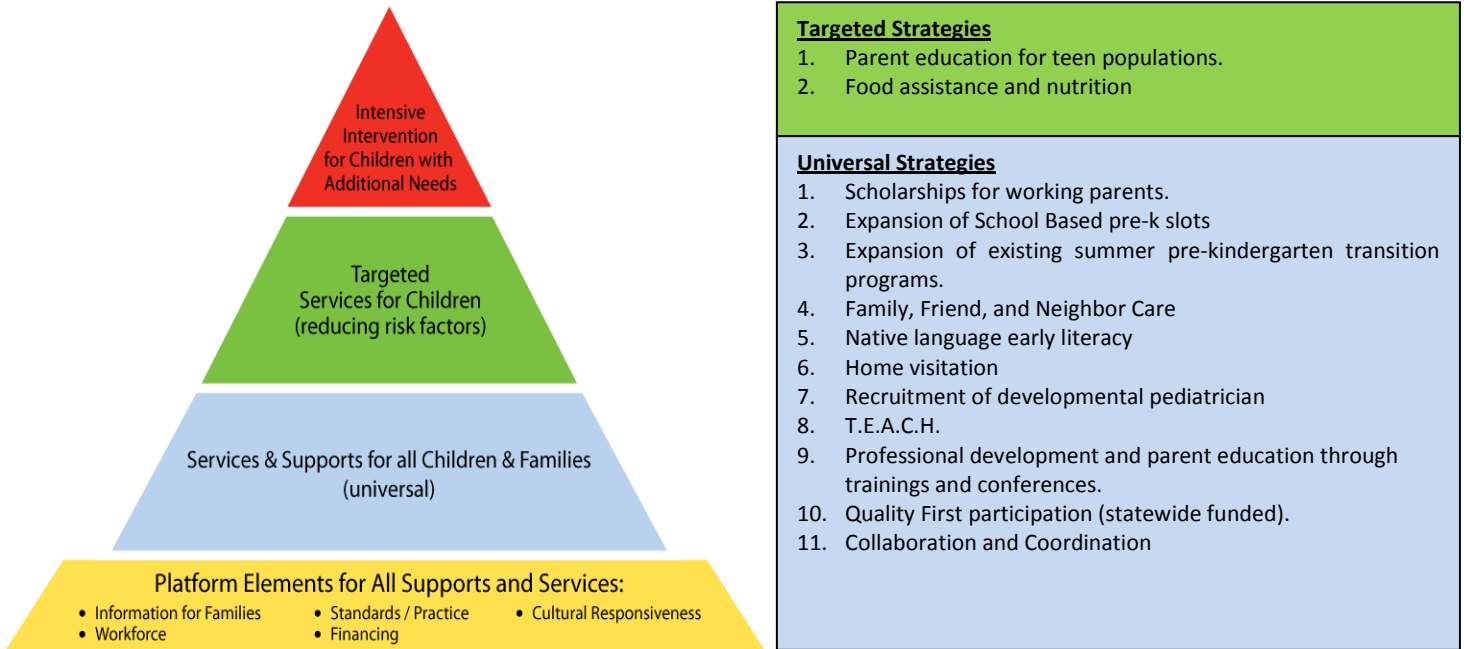 Intensive
Intervention
for Children with
Additional Needs
Targeted
Services for Children
(reducing risk factors)
Services & Supports for all Children & Families
(universal)
Platform Elements for All Supports and Services:
• Information for Families
• Workforce
• Standards / Practice
• Financing
• Cultural Responsiveness
Targeted Strategies
1. Parent education for teen populations.
2. Food assistance and nutrition
Universal Strategies
1. Scholarships for working parents.
2. Expansion of School Based pre-k slots
3. Expansion of existing summer pre-kindergarten transition
programs.
4. Family, Friend, and Neighbor Care
5. Native language early literacy
6. Home visitation
7. Recruitment of developmental pediatrician
8. T.E.A.C.H.
9. Professional development and parent education through
trainings and conferences.
10. Quality First participation (statewide funded).
11. Collaboration and Coordination